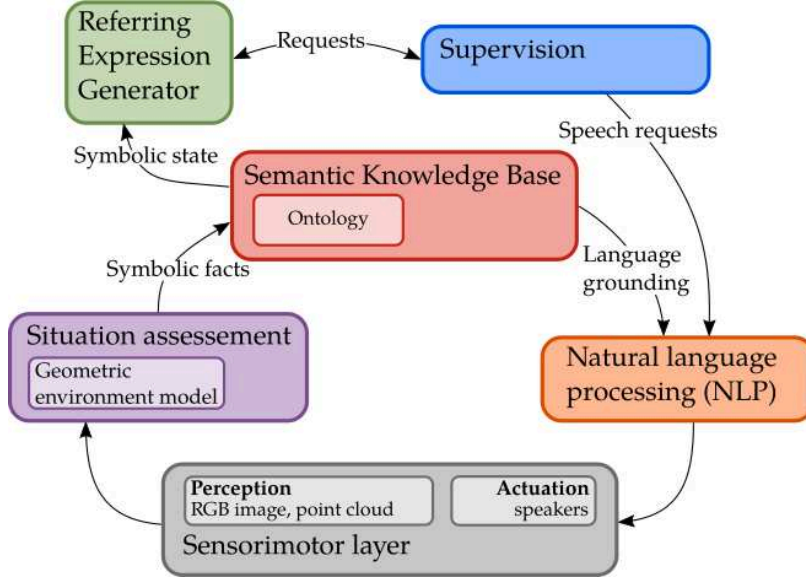 Referring
Expression
Generator
Requests
Supervision
Speech requests
Symbolic state
Semantic Knowledge Base
Ontology
Symbolic facts
Language
grounding
Situation assessement
Geometric
environment model
Natural language
processing (NLP)
Perception
RGB image, point cloud
Actuation
speakers
Sensorimotor layer